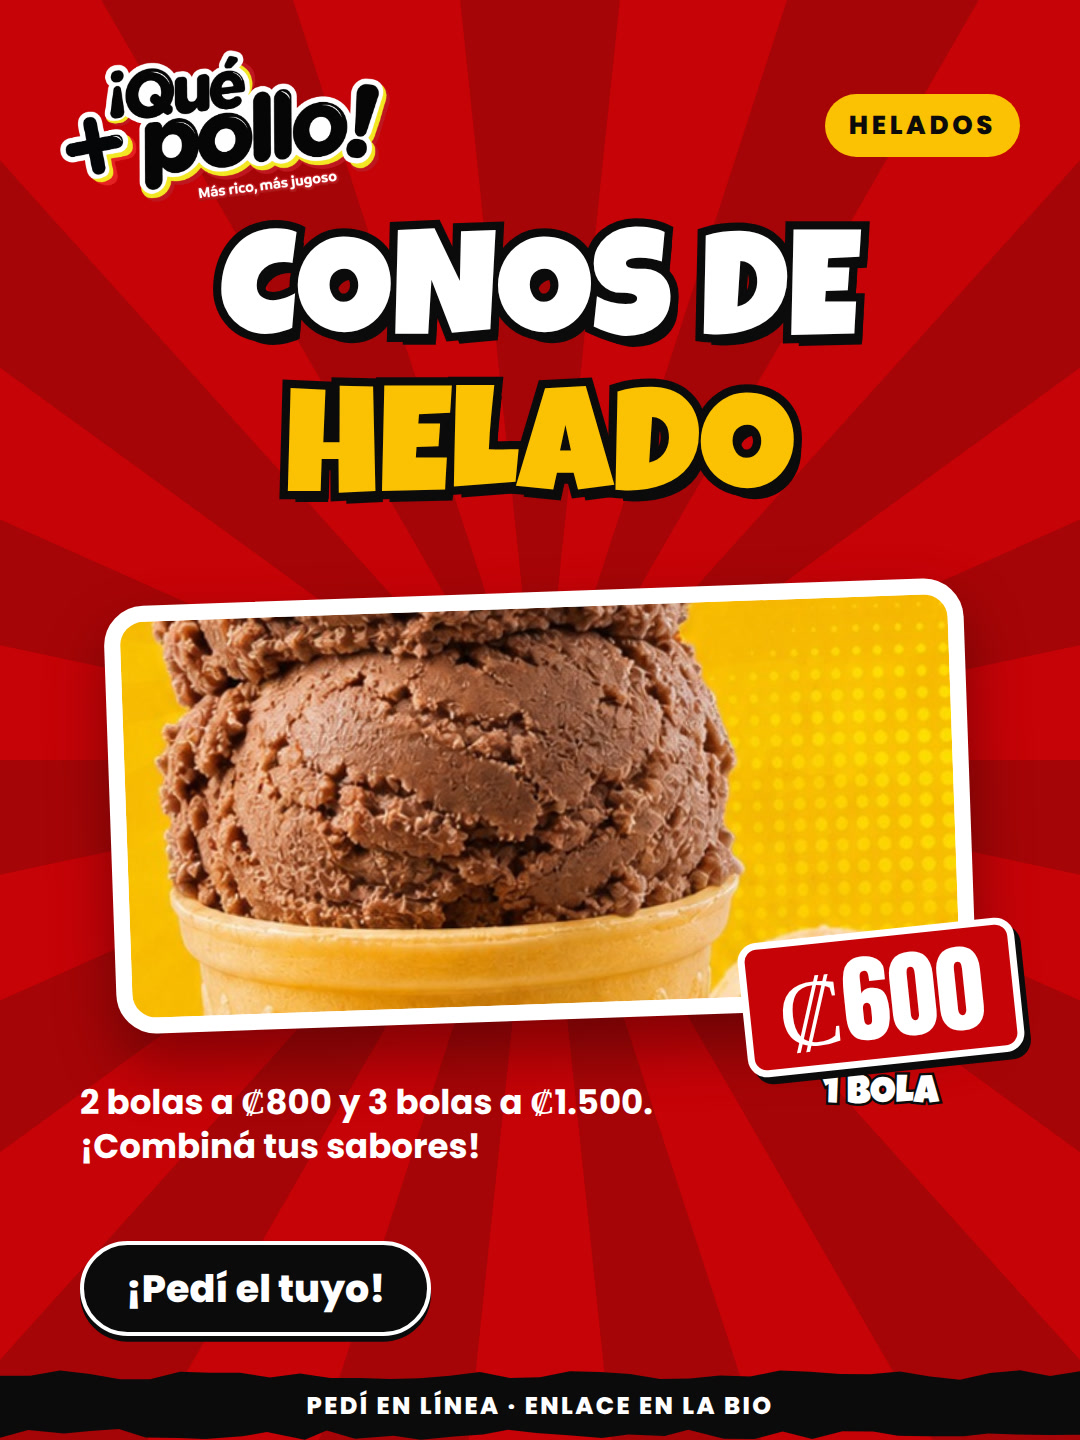 ¡Qué
+ pollo!
Más rico, más jugoso
HELADOS
CONOS DE
HELADO
₡600
1 BOLA
2 bolas a ₡800 y 3 bolas a ₡1.500.
¡Combiná tus sabores!
¡Pedí el tuyo!
PEDÍ EN LÍNEA · ENLACE EN LA BIO